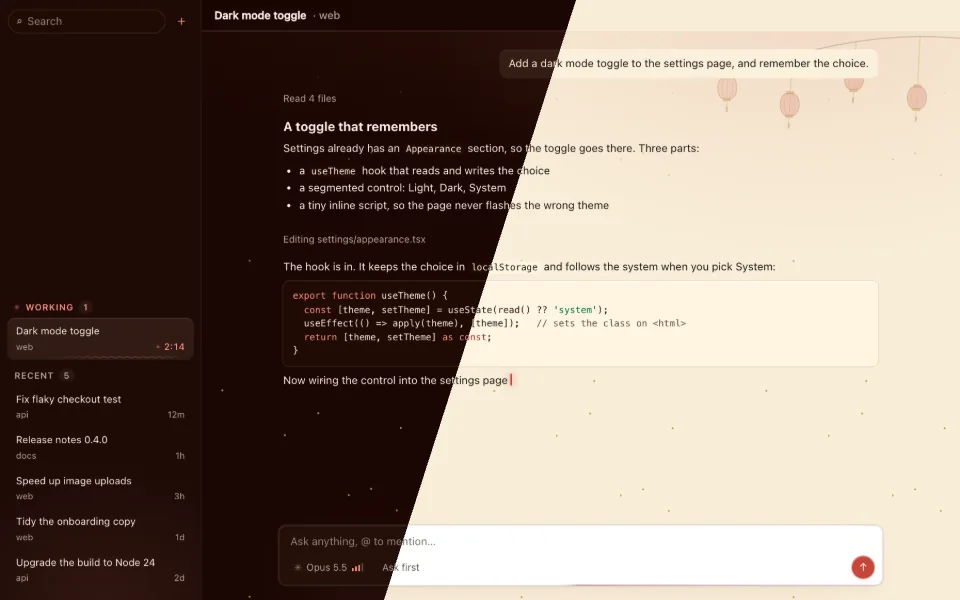 Search +
Dark mode toggle · web
Add a dark mode toggle to the settings page, and remember the choice.
Read 4 files
A toggle that remembers
Settings already has an Appearance section, so the toggle goes there. Three parts:
• a useTheme hook that reads and writes the choice
• a segmented control: Light, Dark, System
• a tiny inline script, so the page never flashes the wrong theme
Editing settings/appearance.tsx
The hook is in. It keeps the choice in localStorage and follows the system when you pick System:
export function useTheme() {
const [theme, setTheme] = useState(read() ?? 'system');
useEffect(() => apply(theme), [theme]); // sets the class on <html>
return [theme, setTheme] as const;
}
Now wiring the control into the settings page
WORKING 1
Dark mode toggle
web 2:14
RECENT 5
Fix flaky checkout test
api 12m
Release notes 0.4.0
docs 1h
Speed up image uploads
web 3h
Tidy the onboarding copy
web 1d
Upgrade the build to Node 24
api 2d
Ask anything, @ to mention...
Opus 5.5 Ask first